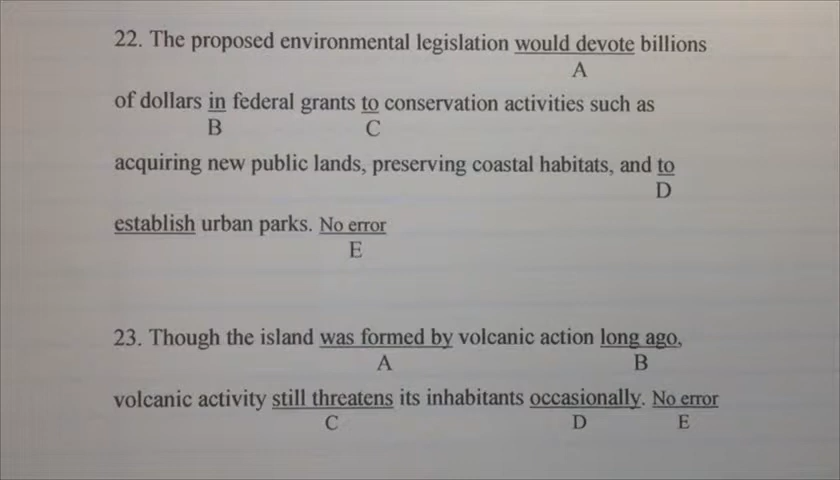 22. The proposed environmental legislation would devote billions
A
of dollars in federal grants to conservation activities such as
B C
acquiring new public lands, preserving coastal habitats, and to
D
establish urban parks. No error
E
23. Though the island was formed by volcanic action long ago,
A B
volcanic activity still threatens its inhabitants occasionally. No error
C D E